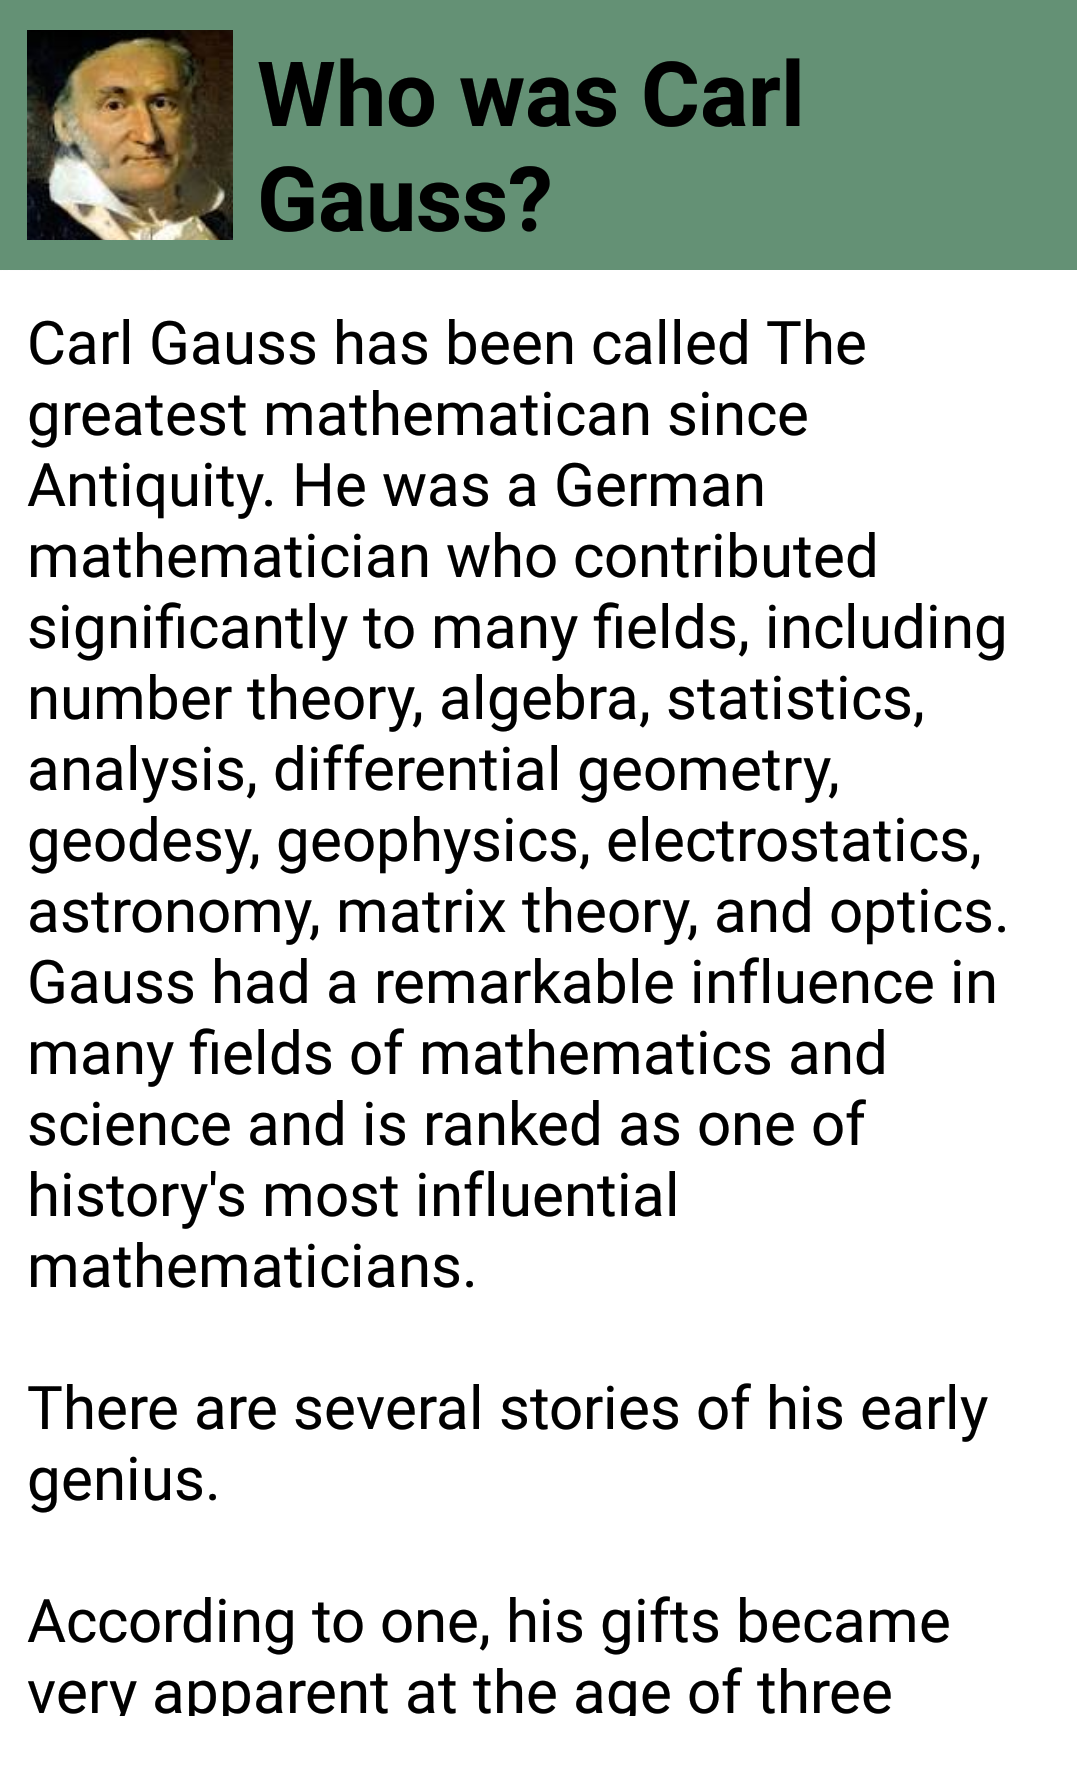 Who was Carl
Gauss?
Carl Gauss has been called The
greatest mathematican since
Antiquity. He was a German
mathematician who contributed
significantly to many fields, including
number theory, algebra, statistics,
analysis, differential geometry,
geodesy, geophysics, electrostatics,
astronomy, matrix theory, and optics.
Gauss had a remarkable influence in
many fields of mathematics and
science and is ranked as one of
history's most influential
mathematicians.
There are several stories of his early
genius.
According to one, his gifts became
very apparent at the age of three